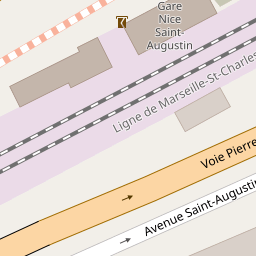 Gare
Nice
Saint-
Augustin
Ligne de Marseille-St-Charles
Voie Pierre
Avenue Saint-Augustin